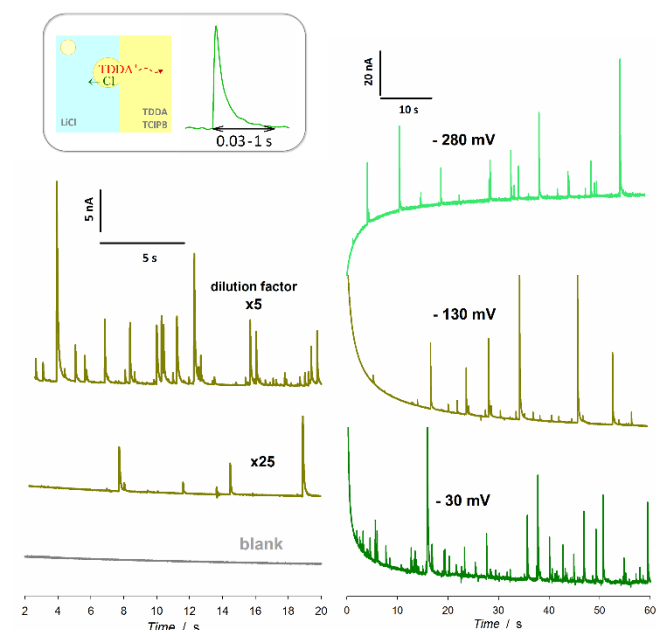 TDDA⁺
Cl⁻
LiCl
TDDA
TCIPB
0.03-1 s
5 nA
5 s
dilution factor
x5
x25
blank
2 4 6 8 10 12 14 16 18 20
Time / s
20 nA
10 s
- 280 mV
- 130 mV
- 30 mV
0 10 20 30 40 50 60
Time / s